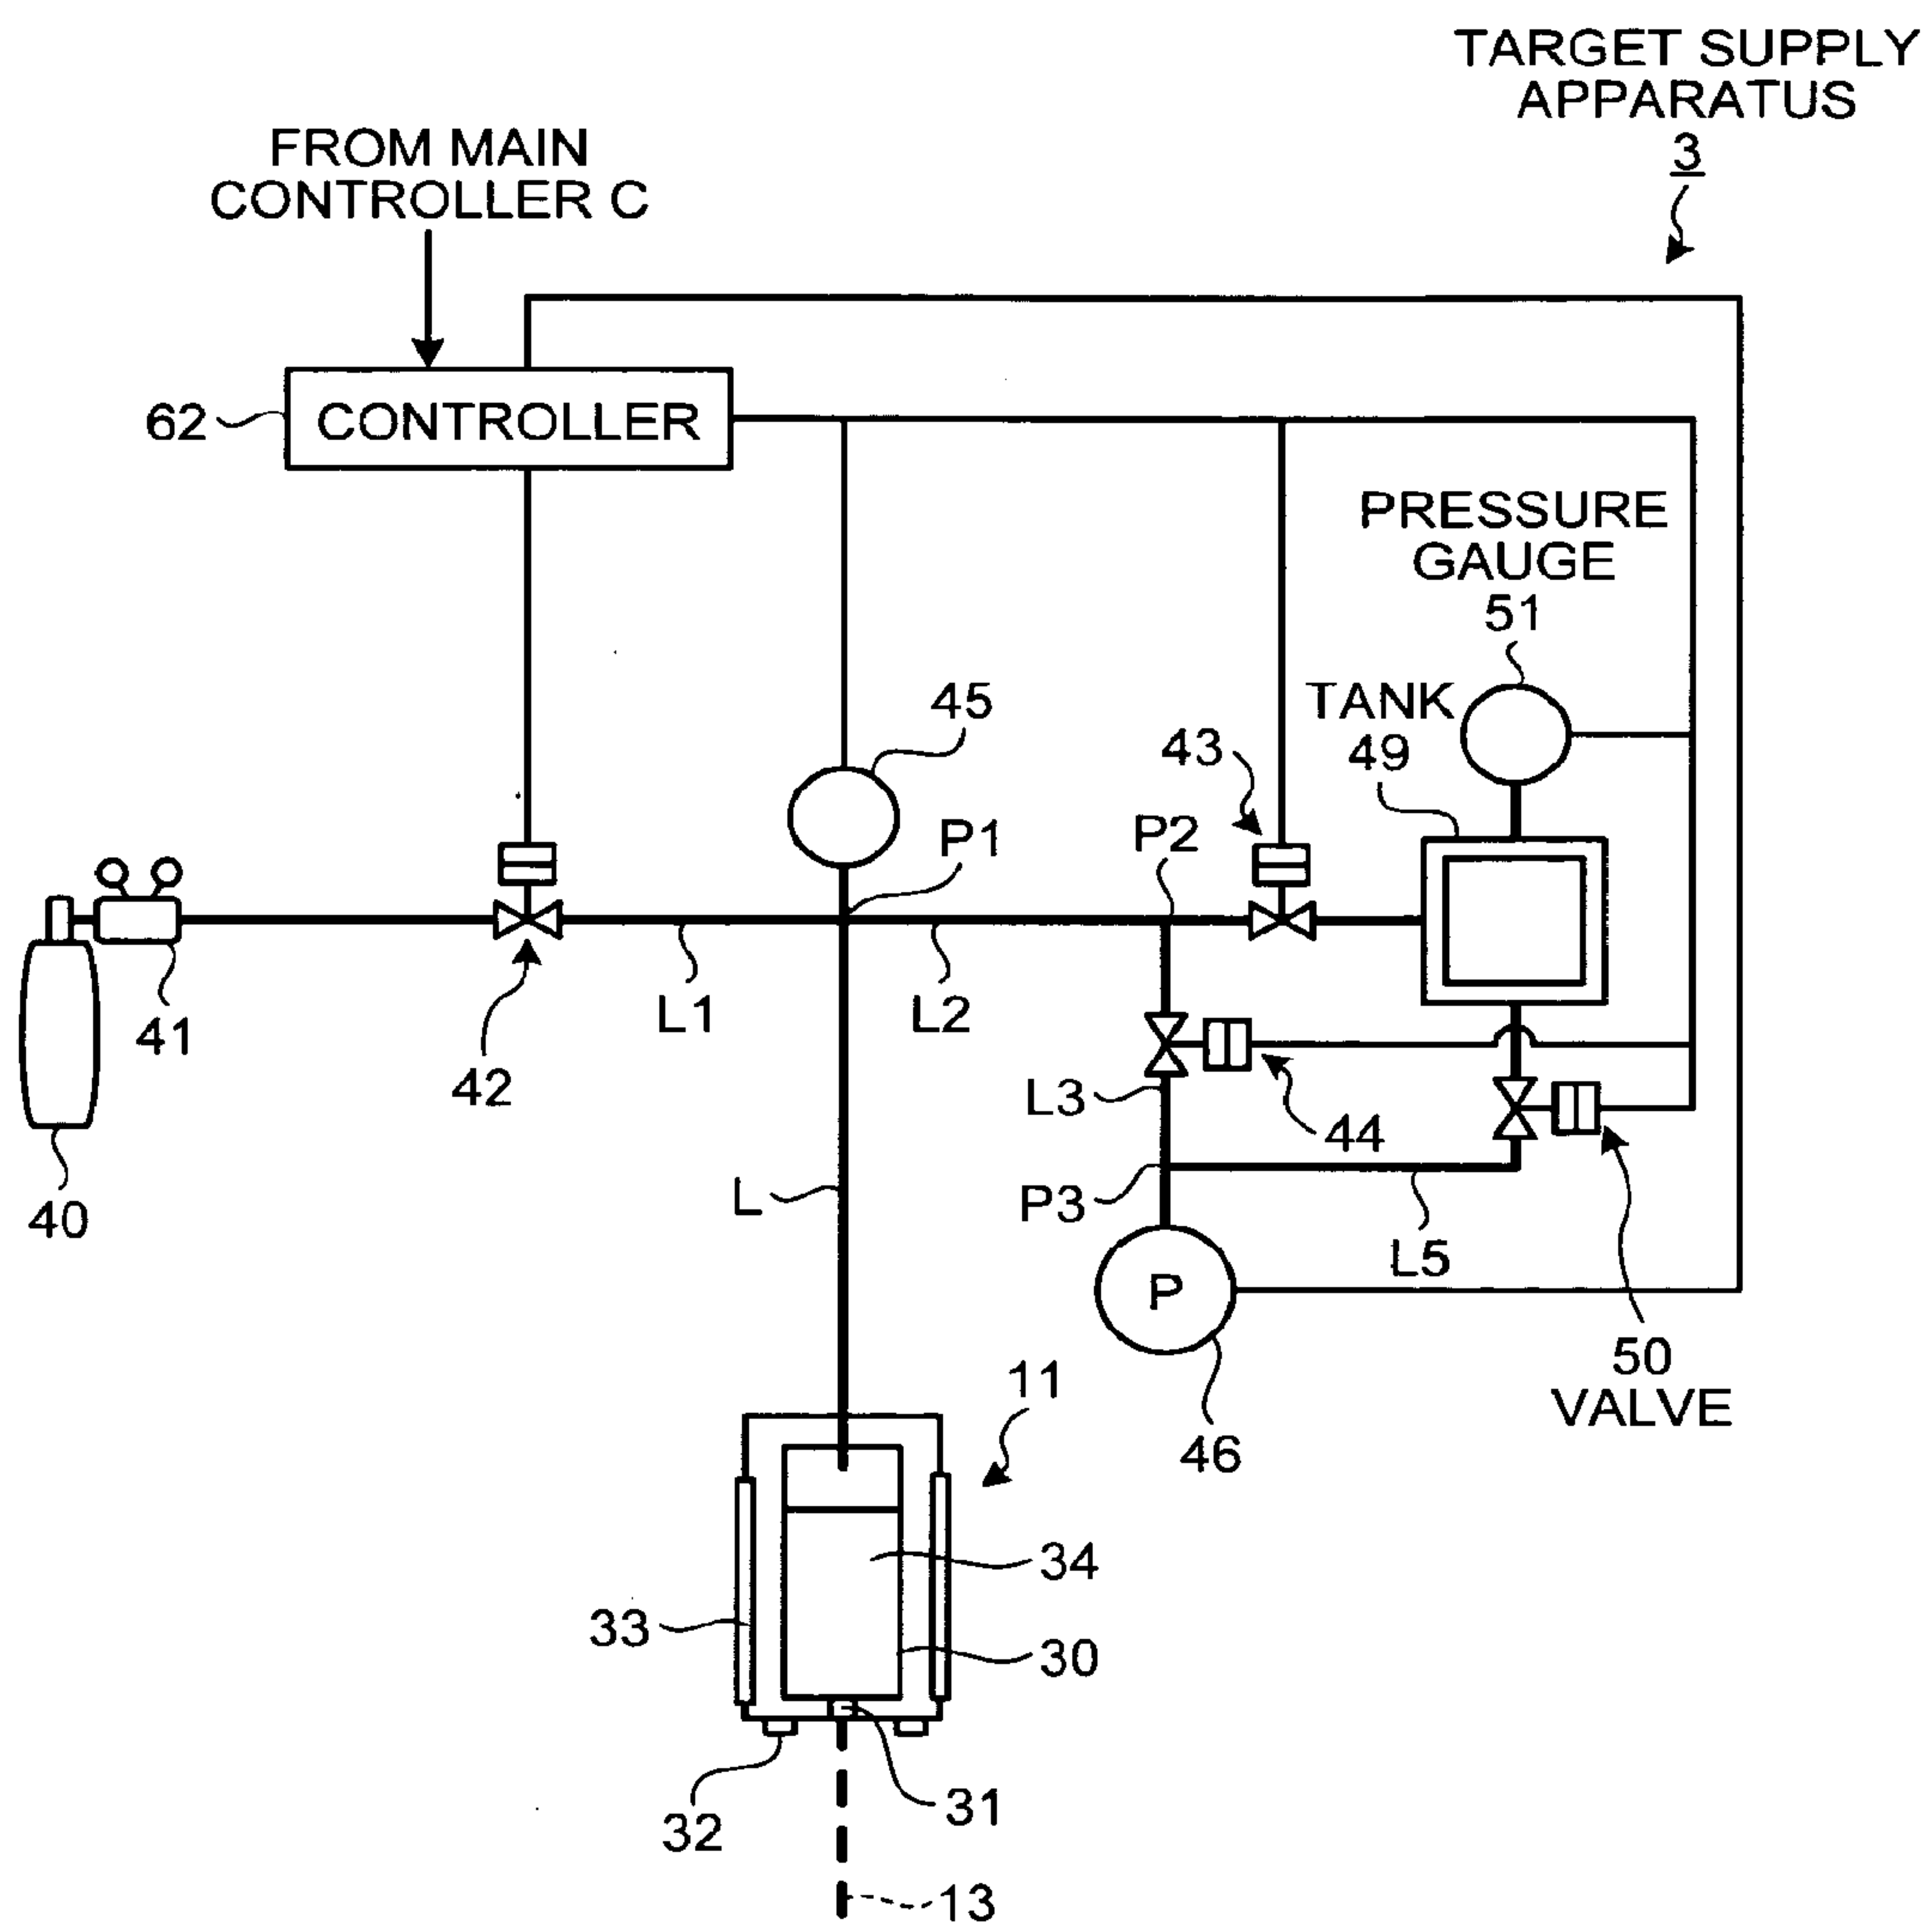 TARGET SUPPLY
APPARATUS
3
FROM MAIN
CONTROLLER C
62
CONTROLLER
PRESSURE
GAUGE
51
TANK
49
45
43
P1
P2
41
L1
L2
42
L3
44
40
L
P3
L5
P
50
VALVE
11
46
34
33
30
31
32
13